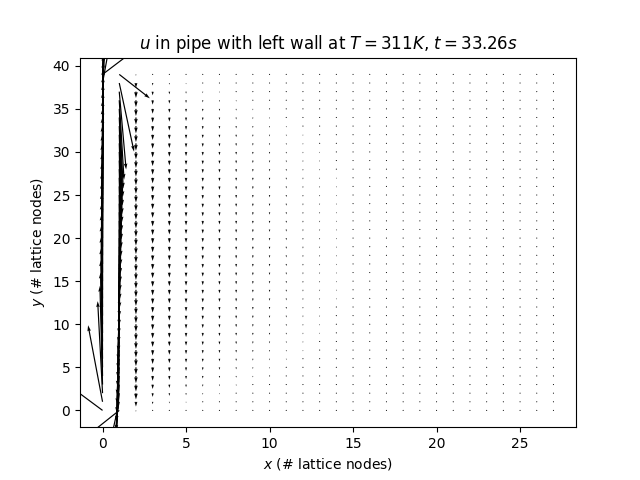 u in pipe with left wall at T = 311K, t = 33.26s
40
35
30
25
20
15
10
5
0
y (# lattice nodes)
0 5 10 15 20 25
x (# lattice nodes)